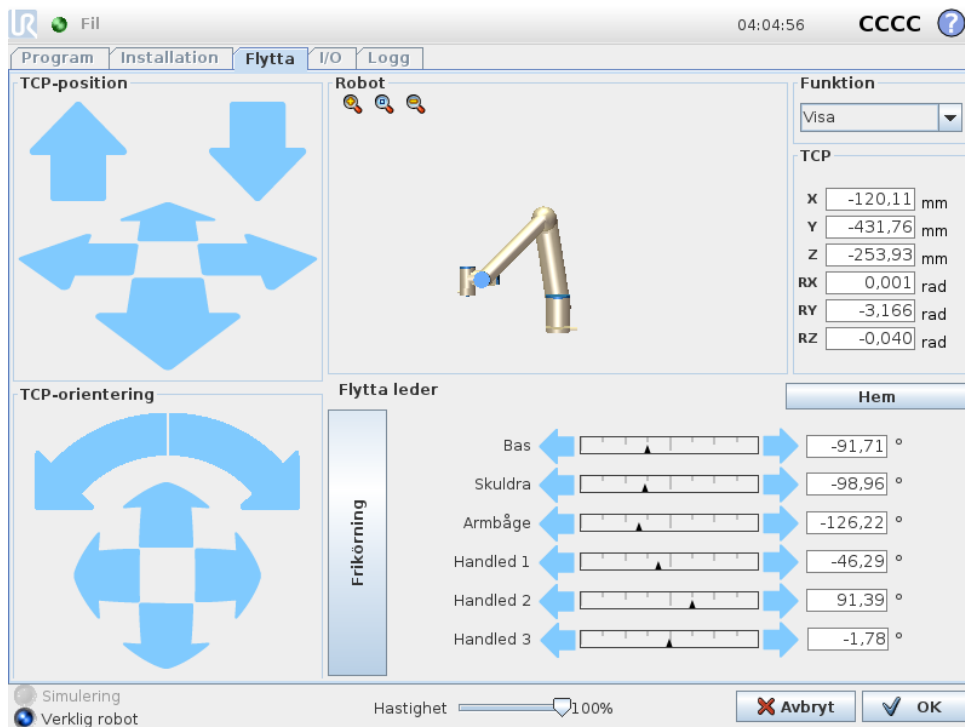 UR Fil 04:04:56 CCCC ?
Program Installation Flytta I/O Logg
TCP-position
Robot
Funktion
Visa
TCP
X -120,11 mm
Y -431,76 mm
Z -253,93 mm
RX 0,001 rad
RY -3,166 rad
RZ -0,040 rad
TCP-orientering
Flytta leder
Hem
Frikörning
Bas -91,71 °
Skuldra -98,96 °
Armbåge -126,22 °
Handled 1 -46,29 °
Handled 2 91,39 °
Handled 3 -1,78 °
Simulering
Verklig robot
Hastighet 100%
Avbryt
OK